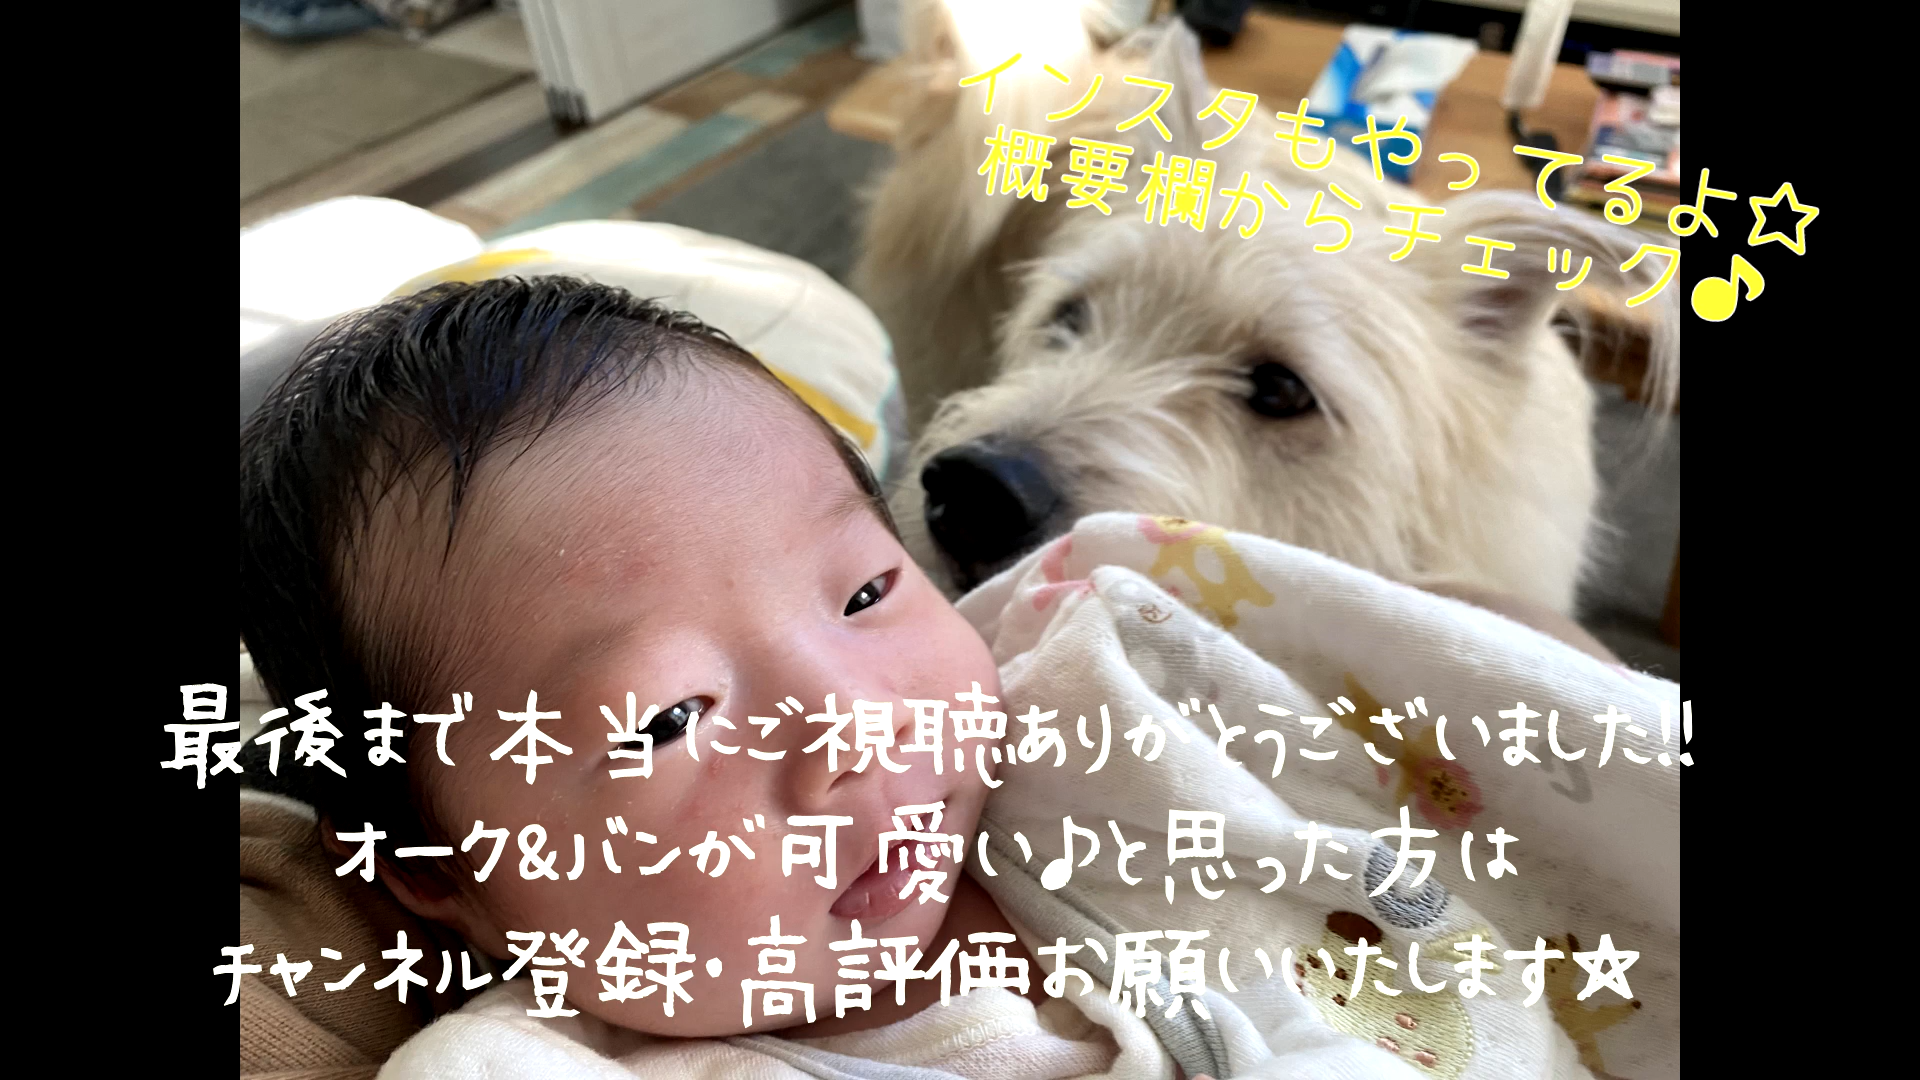 インスタもやってるよ☆
概要欄からチェック♪
最後まで本当にご視聴ありがとうございました!!
オーク&バンが可愛い♪と思った方は
チャンネル登録・高評価お願いいたします☆